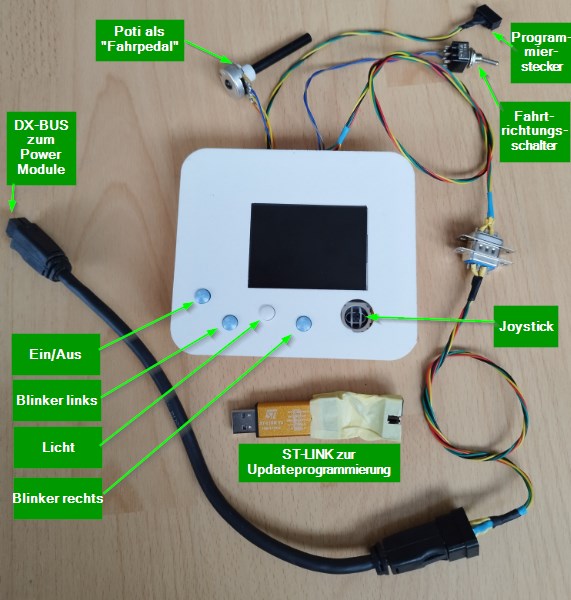 Poti als
"Fahrpedal"
Program-
mier-
stecker
Fahrt-
richtungs-
schalter
DX-BUS
zum
Power
Module
Joystick
Ein/Aus
Blinker links
Licht
Blinker rechts
ST-LINK zur
Updateprogrammierung